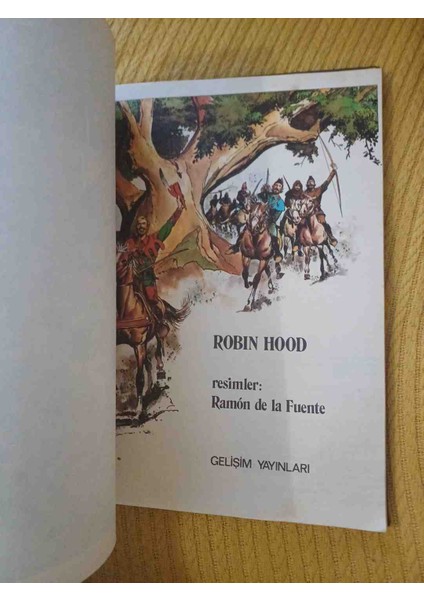 ROBIN HOOD
resimler:
Ramón de la Fuente
GELİŞİM YAYINLARI